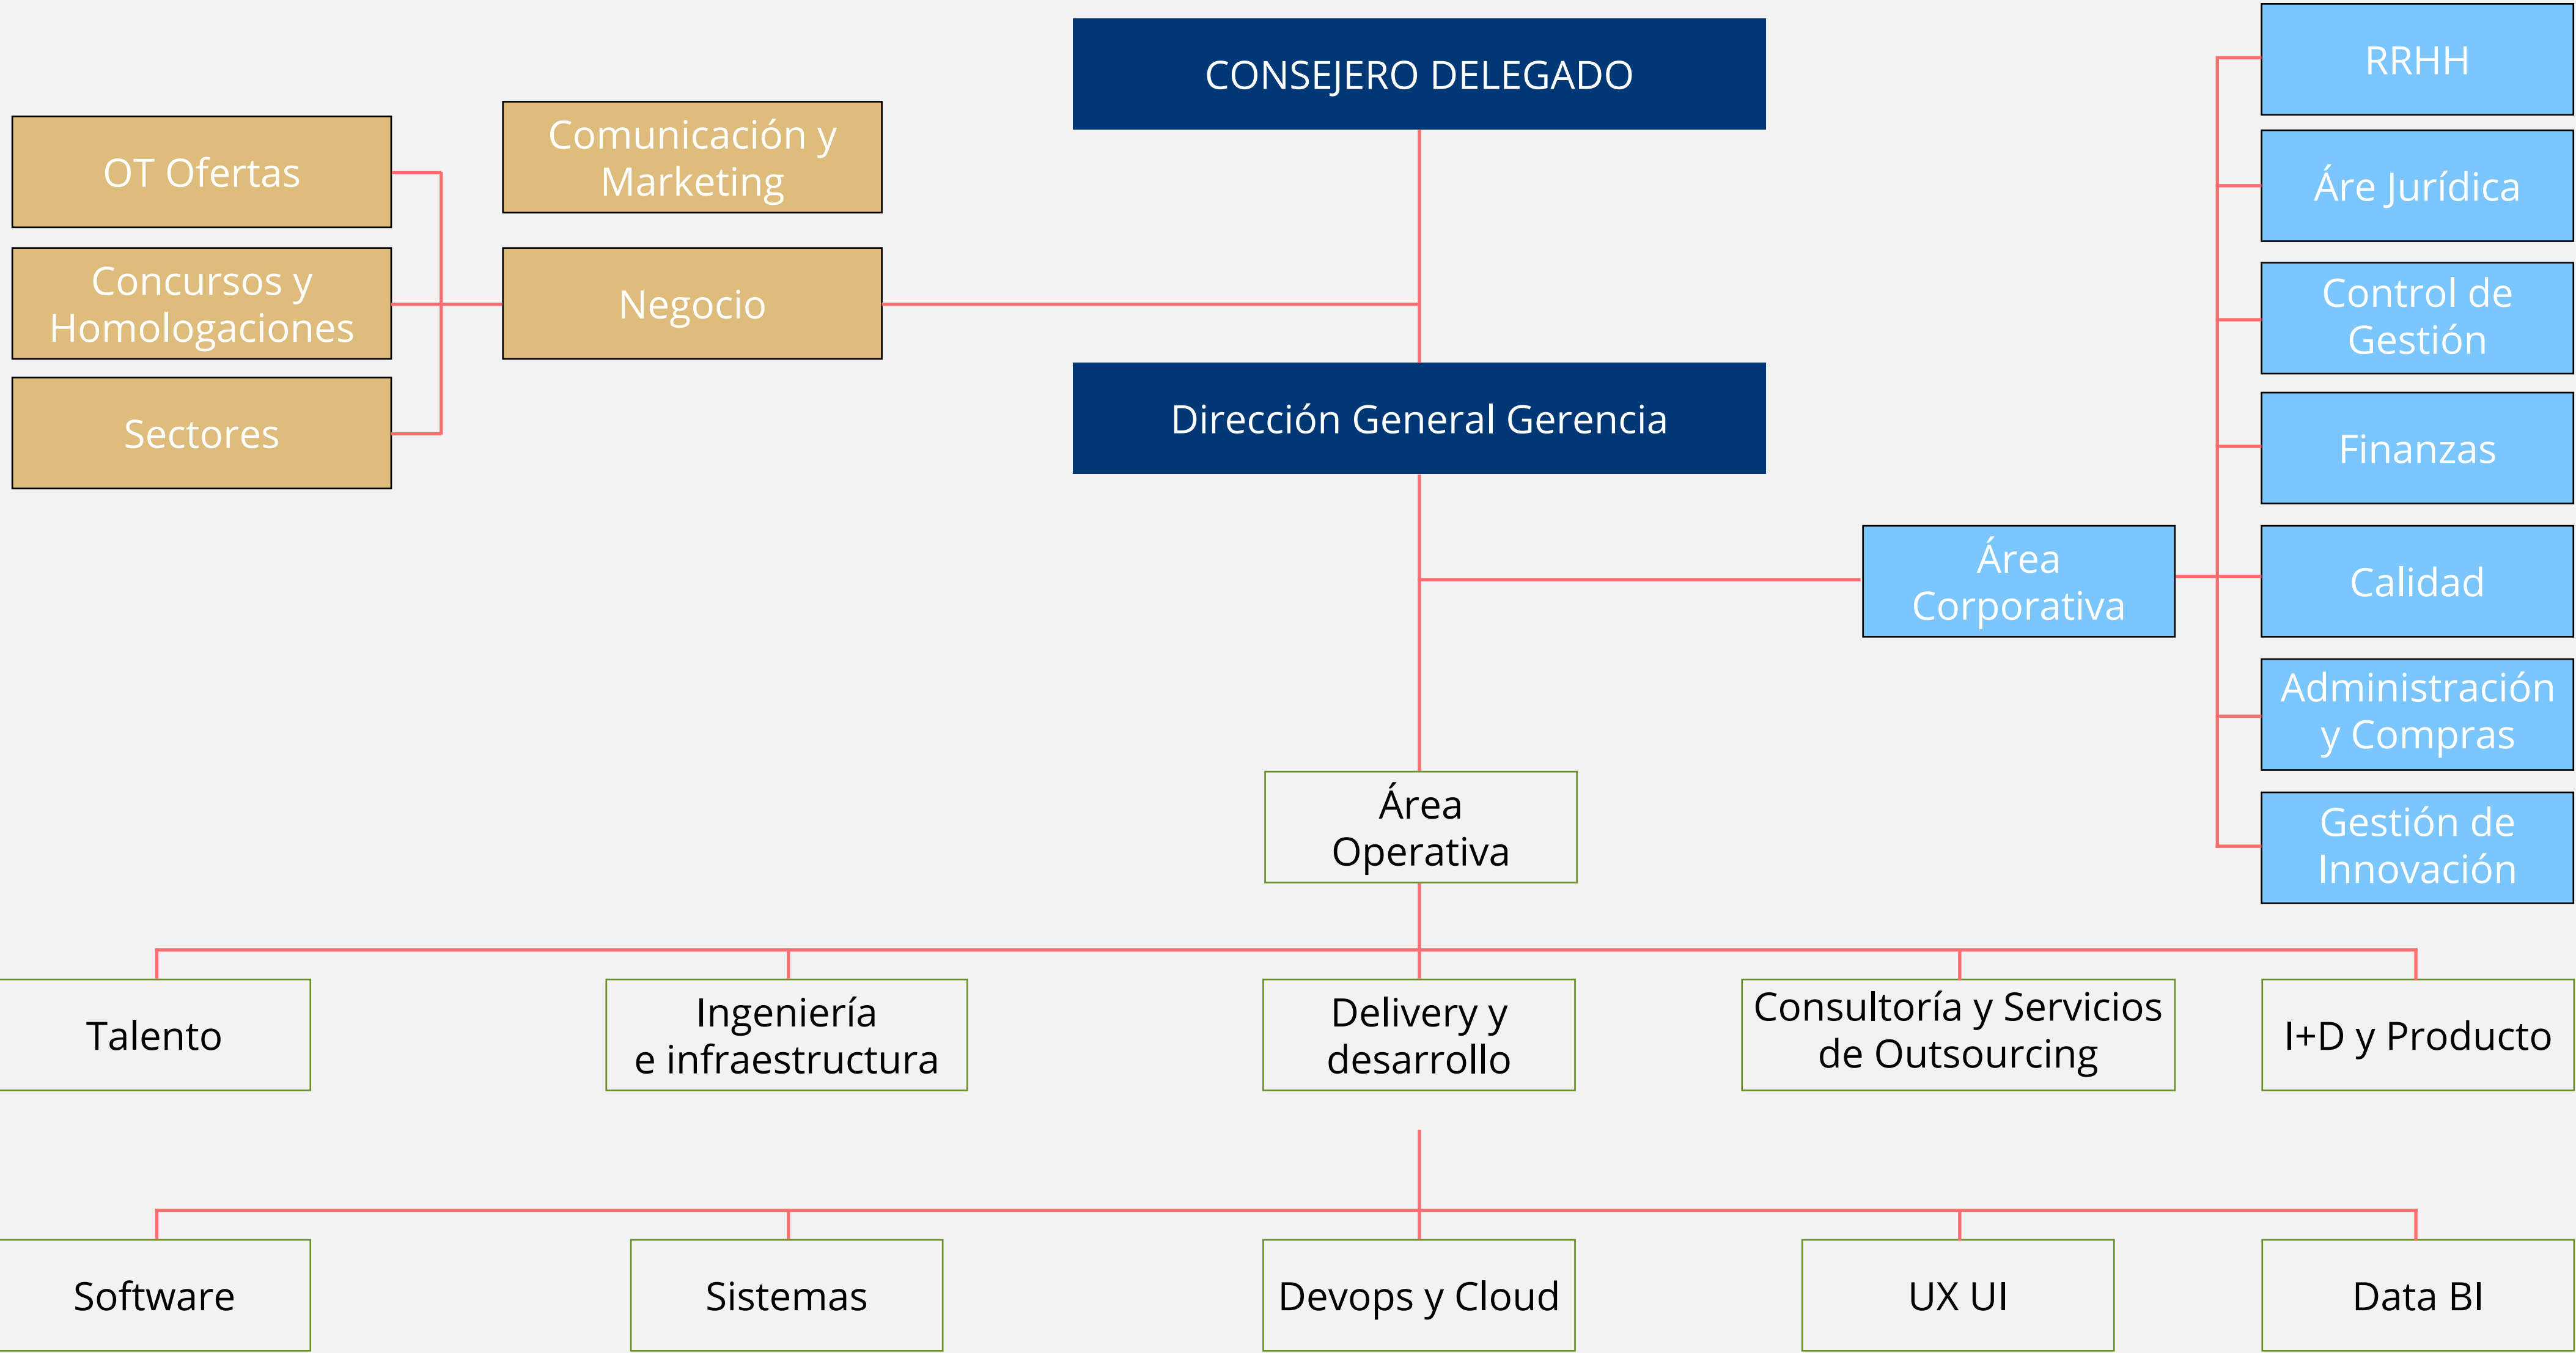 CONSEJERO DELEGADO
Comunicación y
Marketing
OT Ofertas
Concursos y
Homologaciones
Negocio
Sectores
Dirección General Gerencia
RRHH
Áre Jurídica
Control de
Gestión
Finanzas
Área
Corporativa
Calidad
Administración
y Compras
Gestión de
Innovación
Área
Operativa
Talento
Ingeniería
e infraestructura
Delivery y
desarrollo
Consultoría y Servicios
de Outsourcing
I+D y Producto
Software
Sistemas
Devops y Cloud
UX UI
Data BI